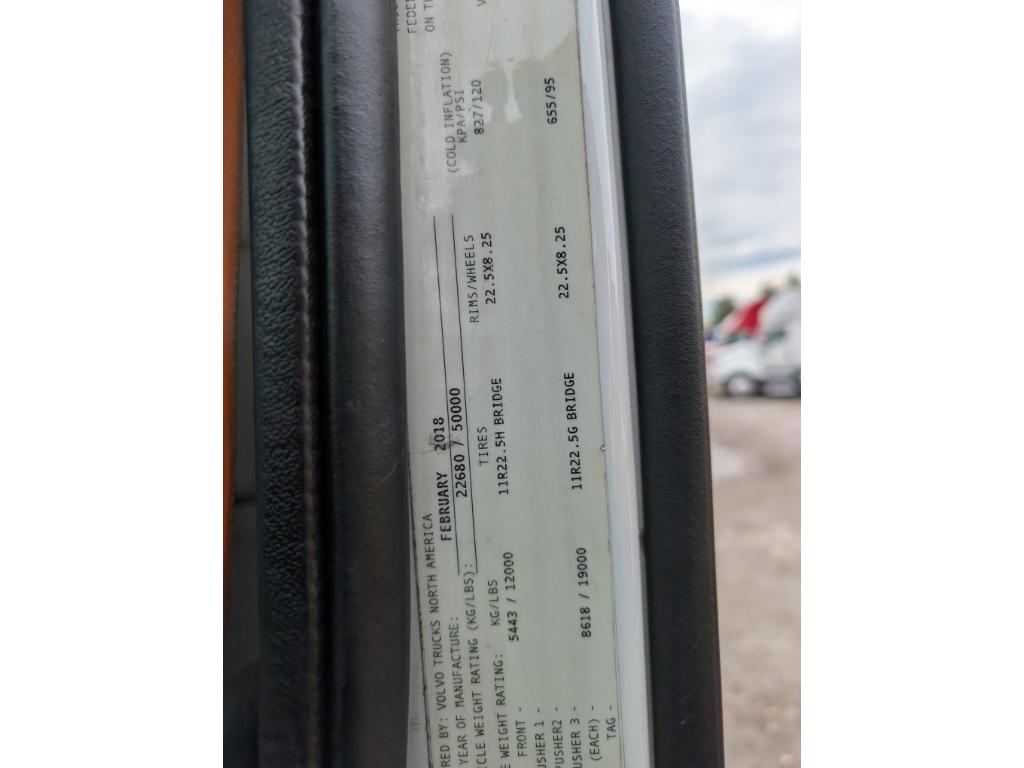 RED BY: VOLVO TRUCKS NORTH AMERICA
FEDER
YEAR OF MANUFACTURE: FEBRUARY 2018
ON TH
CLE WEIGHT RATING (KG/LBS): 22680 / 50000
(COLD INFLATION)
E WEIGHT RATING: KG/LBS TIRES RIMS/WHEELS KPA/PSI
FRONT - 5443 / 12000 11R22.5H BRIDGE 22.5X8.25 827/120 V
USHER 1 -
PUSHER2 -
USHER 3 -
(EACH) - 8618 / 19000 11R22.5G BRIDGE 22.5X8.25 655/95
TAG -